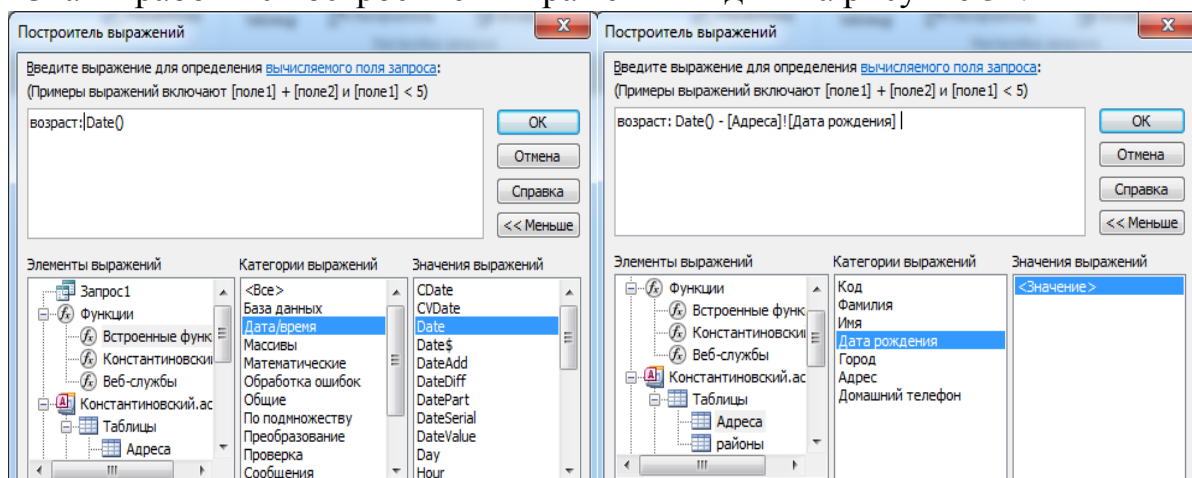 Построитель выражений
Введите выражение для определения вычисляемого поля запроса:
(Примеры выражений включают [поле1] + [поле2] и [поле1] < 5)
возраст: Date()
ОК
Отмена
Справка
<< Меньше
Элементы выражений
Запрос1
Функции
Встроенные функ
Константиновски
Веб-службы
Константиновский.ac
Таблицы
Адреса
Категории выражений
<Все>
База данных
Дата/время
Массивы
Математические
Обработка ошибок
Общие
По подмножеству
Преобразование
Проверка
Сообщения
Значения выражений
CDate
CVDate
Date
Date$
DateAdd
DateDiff
DatePart
DateSerial
DateValue
Day
Hour
Построитель выражений
Введите выражение для определения вычисляемого поля запроса:
(Примеры выражений включают [поле1] + [поле2] и [поле1] < 5)
возраст: Date() - [Адреса]![Дата рождения]
ОК
Отмена
Справка
<< Меньше
Элементы выражений
Функции
Встроенные функ
Константиновски
Веб-службы
Константиновский.ac
Таблицы
Адреса
районы
Категории выражений
Код
Фамилия
Имя
Дата рождения
Город
Адрес
Домашний телефон
Значения выражений
<Значение>